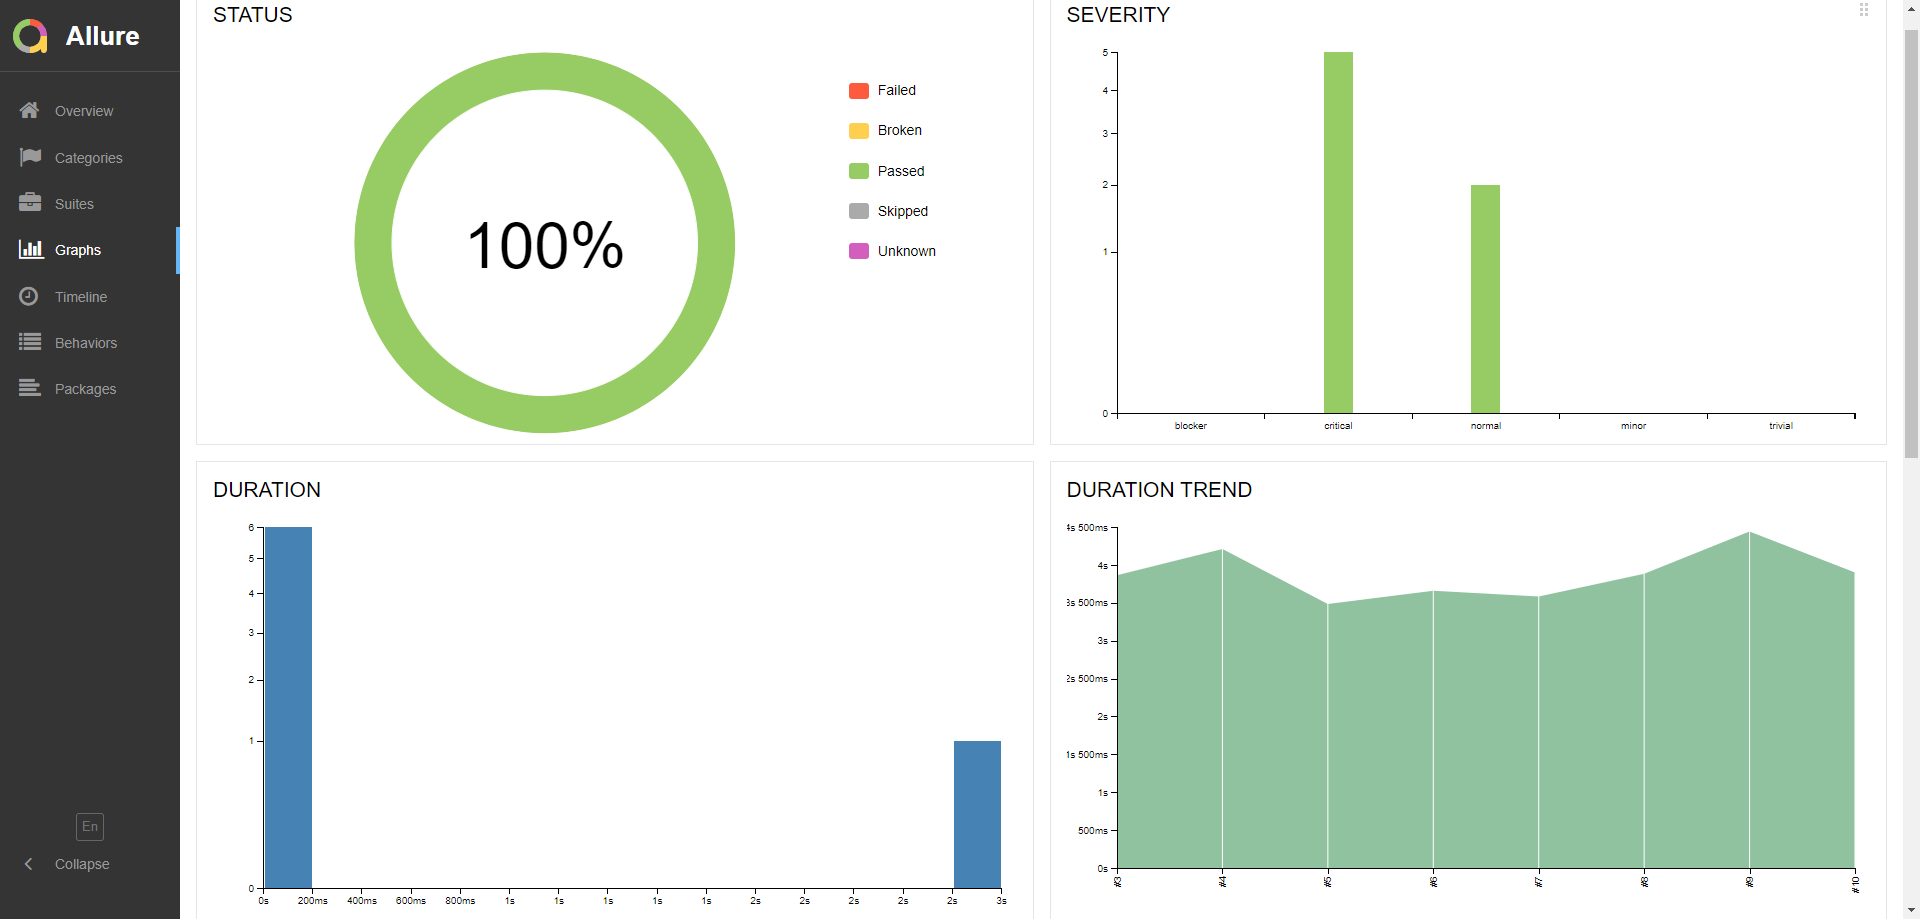 Allure
Overview
Categories
Suites
Graphs
Timeline
Behaviors
Packages
En
Collapse
STATUS
100%
Failed
Broken
Passed
Skipped
Unknown
SEVERITY
5
4
3
2
1
0
blocker critical normal minor trivial
DURATION
6
5
4
3
2
1
0
0s 200ms 400ms 600ms 800ms 1s 1s 1s 1s 1s 2s 2s 2s 2s 2s 3s
DURATION TREND
4s 500ms
4s
3s 500ms
3s
2s 500ms
2s
1s 500ms
1s
500ms
0s
#3 #4 #5 #6 #7 #8 #9 #10